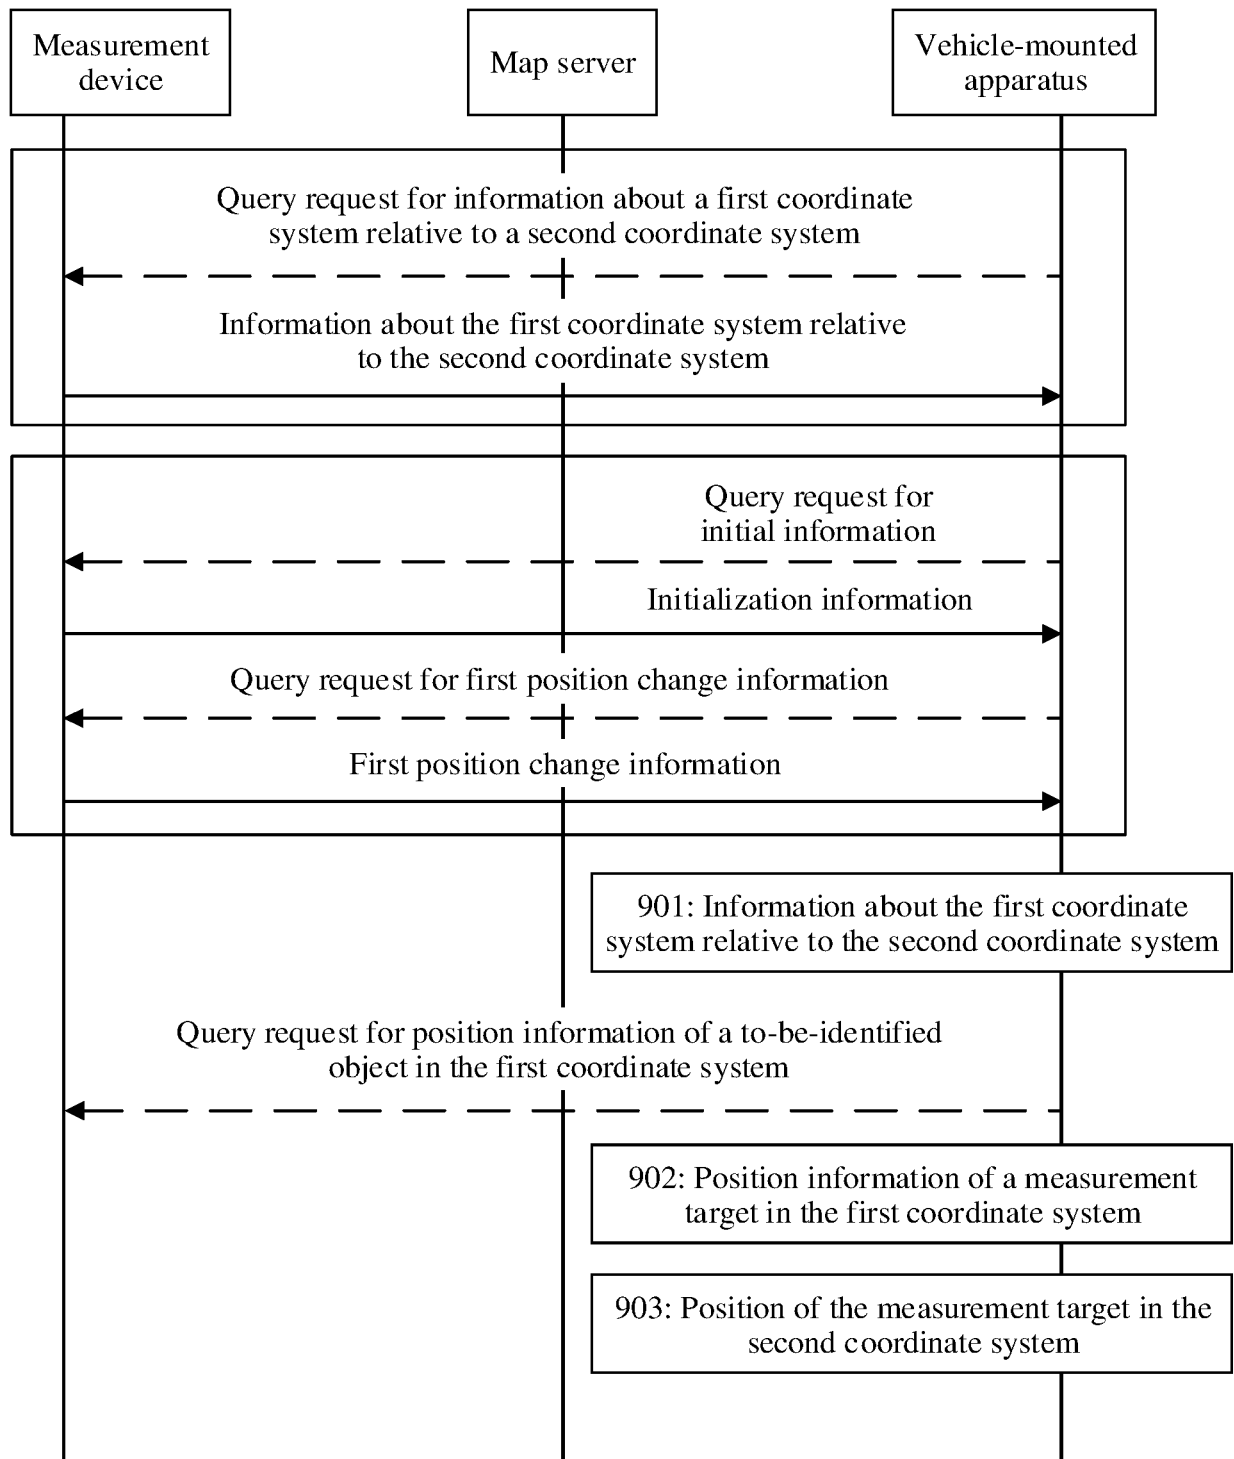 Measurement
device
Map server
Vehicle-mounted
apparatus
Query request for information about a first coordinate
system relative to a second coordinate system
Information about the first coordinate system relative
to the second coordinate system
Query request for
initial information
Initialization information
Query request for first position change information
First position change information
901: Information about the first coordinate
system relative to the second coordinate system
Query request for position information of a to-be-identified
object in the first coordinate system
902: Position information of a measurement
target in the first coordinate system
903: Position of the measurement target in the
second coordinate system